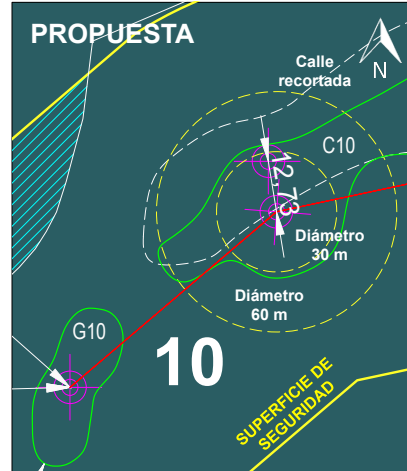 PROPUESTA
Calle
recortada
N
C10
12,73
Diámetro
30 m
Diámetro
60 m
G10
10
SUPERFICIE DE
SEGURIDAD